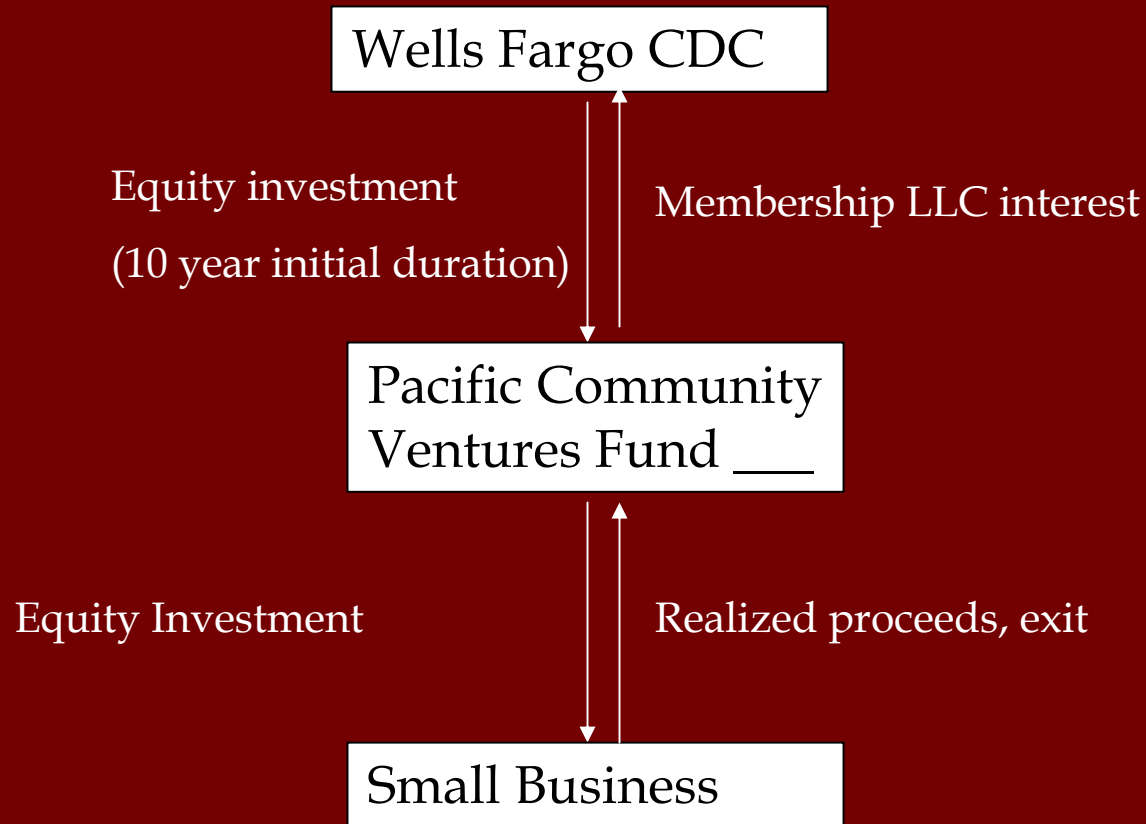 Wells Fargo CDC
Equity investment
(10 year initial duration)
Membership LLC interest
Pacific Community
Ventures Fund ___
Equity Investment
Realized proceeds, exit
Small Business